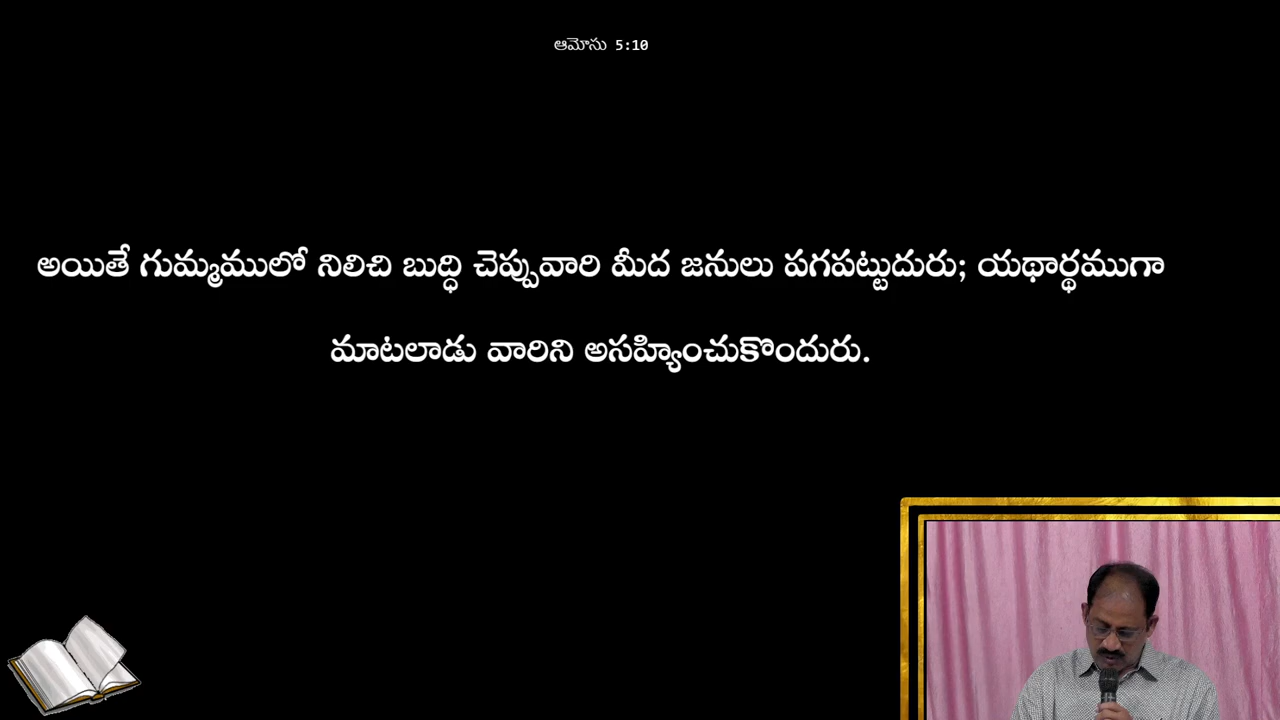 ఆమోసు 5:10
అయితే గుమ్మములో నిలిచి బుద్ధి చెప్పువారి మీద జనులు పగపట్టుదురు; యథార్థముగా
మాటలాడు వారిని అసహ్యించుకొందురు.